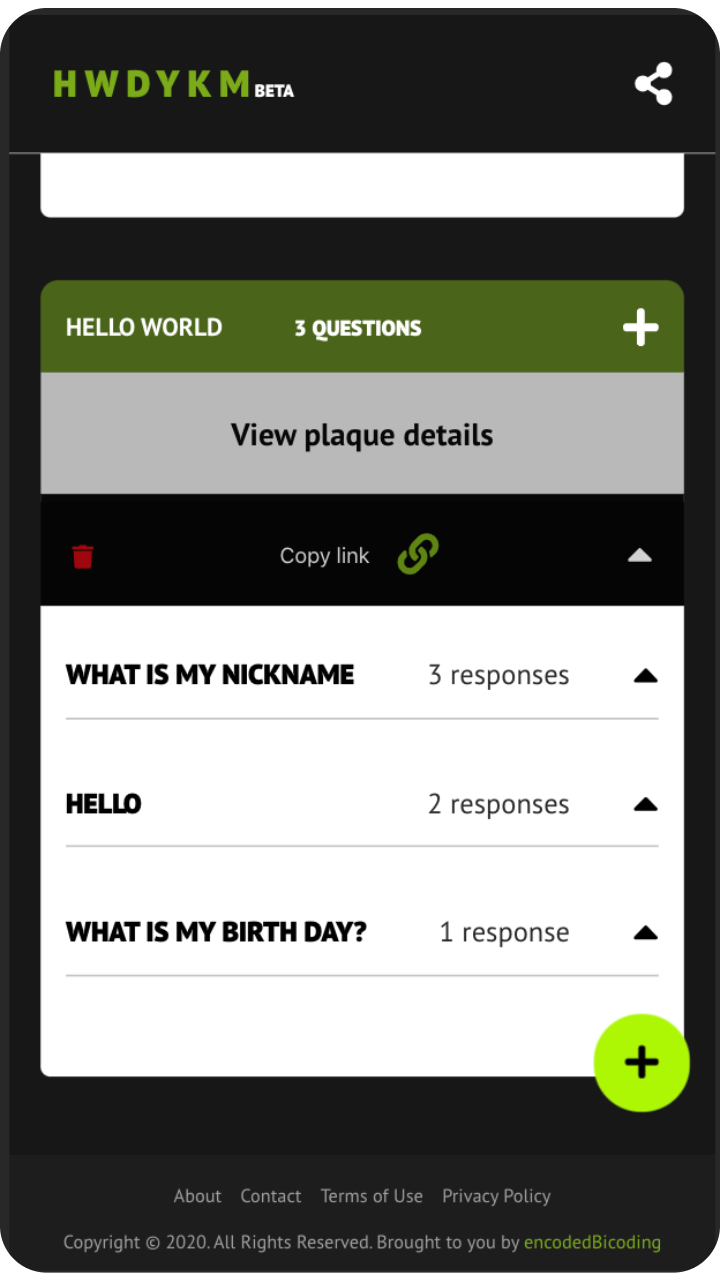 HWDYKM BETA
HELLO WORLD 3 QUESTIONS
View plaque details
Copy link
WHAT IS MY NICKNAME 3 responses
HELLO 2 responses
WHAT IS MY BIRTH DAY? 1 response
About Contact Terms of Use Privacy Policy
Copyright © 2020. All Rights Reserved. Brought to you by encodedBicoding